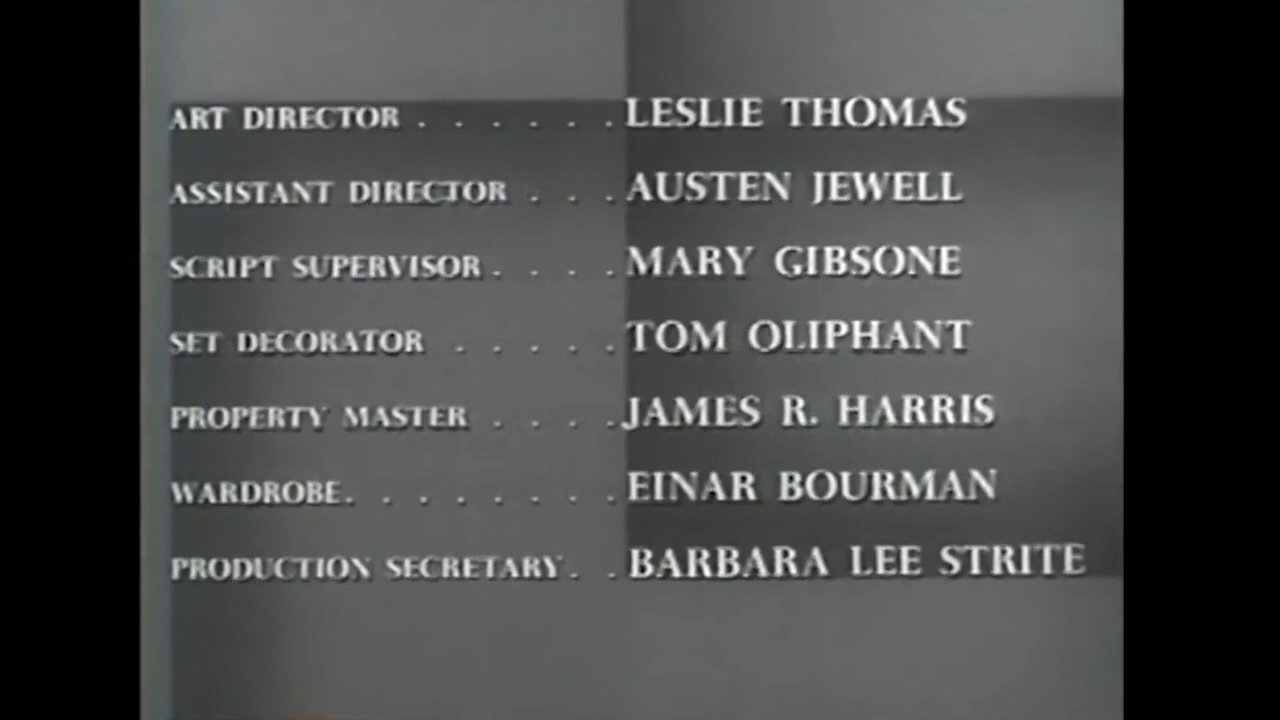 ART DIRECTOR . . . . . . LESLIE THOMAS
ASSISTANT DIRECTOR . . . AUSTEN JEWELL
SCRIPT SUPERVISOR . . . . MARY GIBSONE
SET DECORATOR . . . . . TOM OLIPHANT
PROPERTY MASTER . . . . JAMES R. HARRIS
WARDROBE . . . . . . . . EINAR BOURMAN
PRODUCTION SECRETARY . . BARBARA LEE STRITE